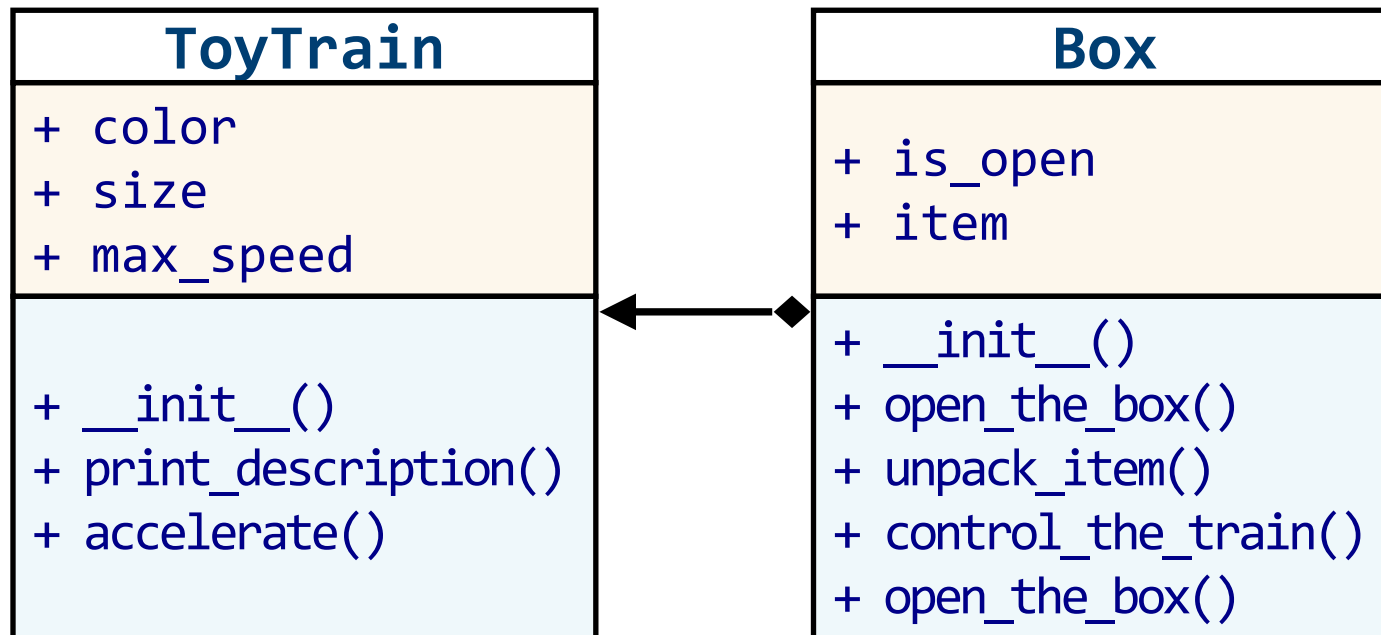 ToyTrain
+ color
+ size
+ max_speed
+ __init__()
+ print_description()
+ accelerate()
Box
+ is_open
+ item
+ __init__()
+ open_the_box()
+ unpack_item()
+ control_the_train()
+ open_the_box()